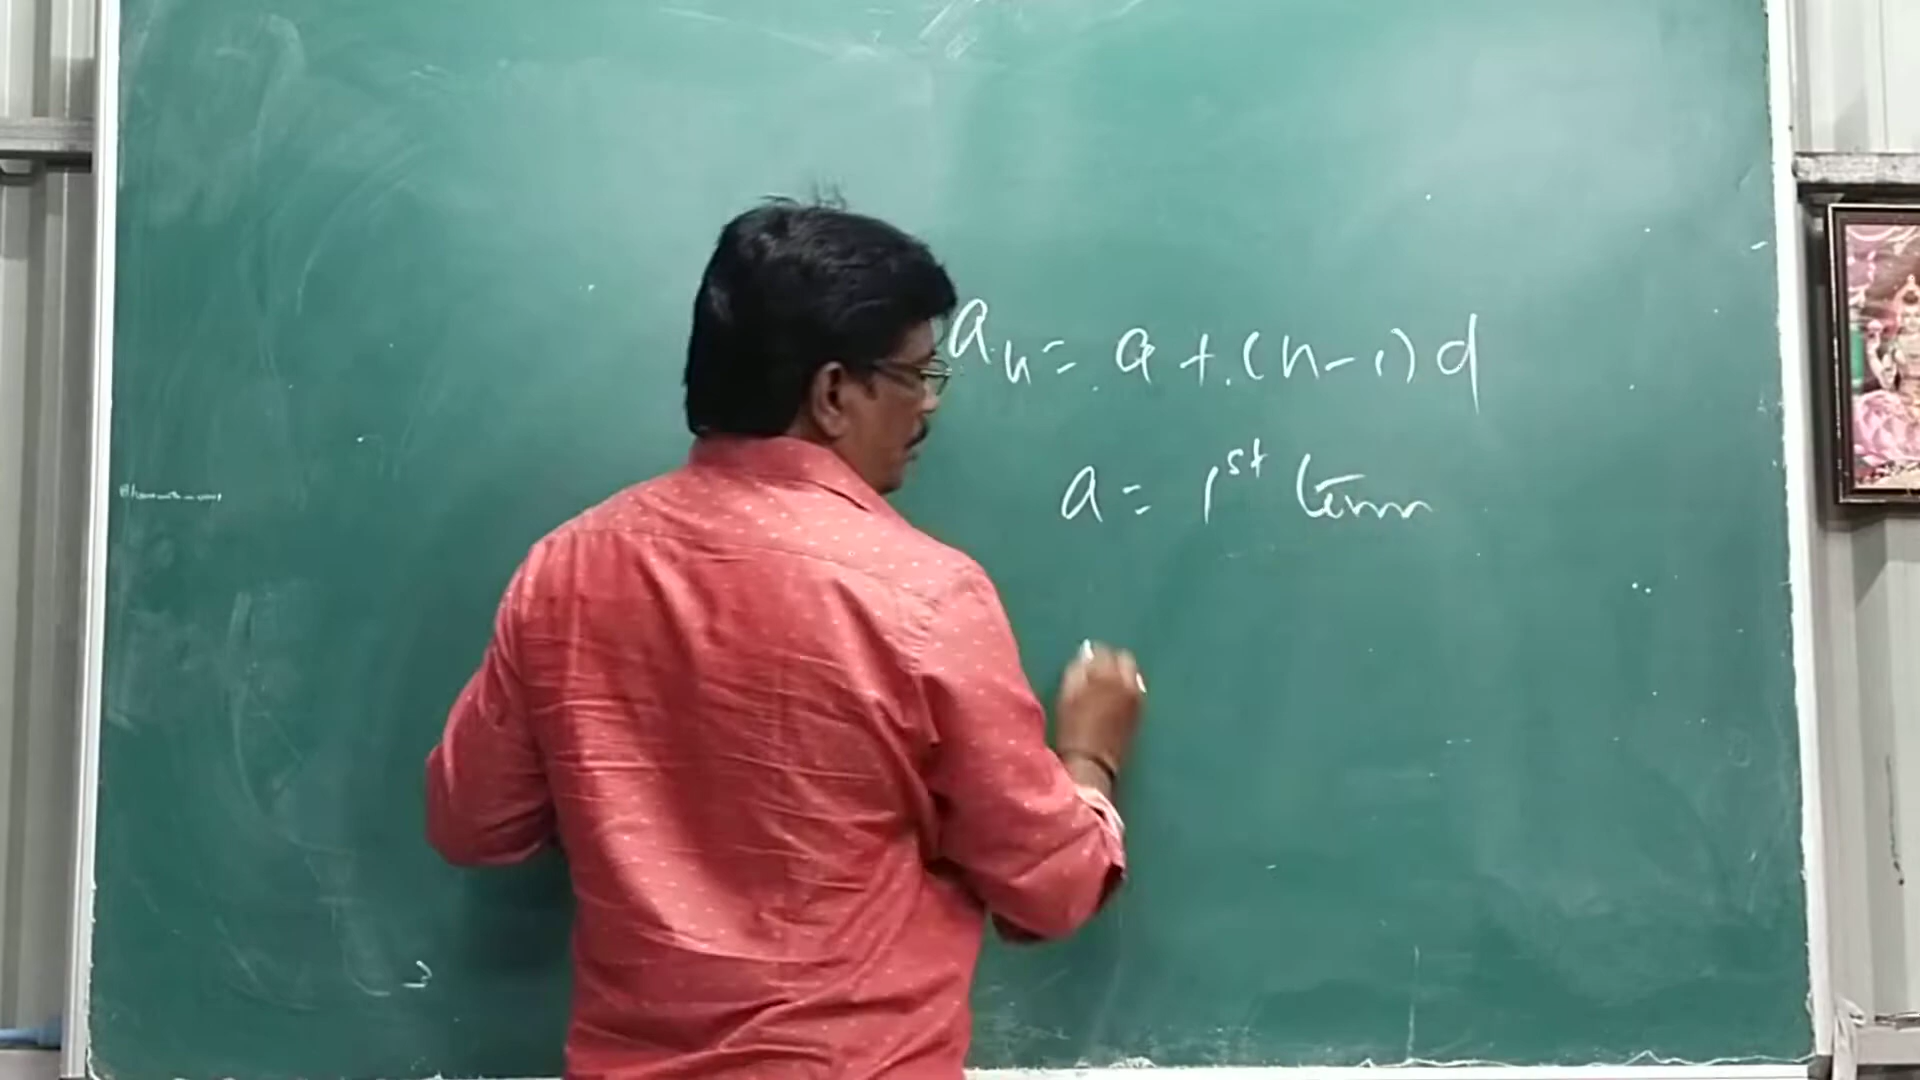 aₙ = a + (n-1)d
a = 1ˢᵗ term